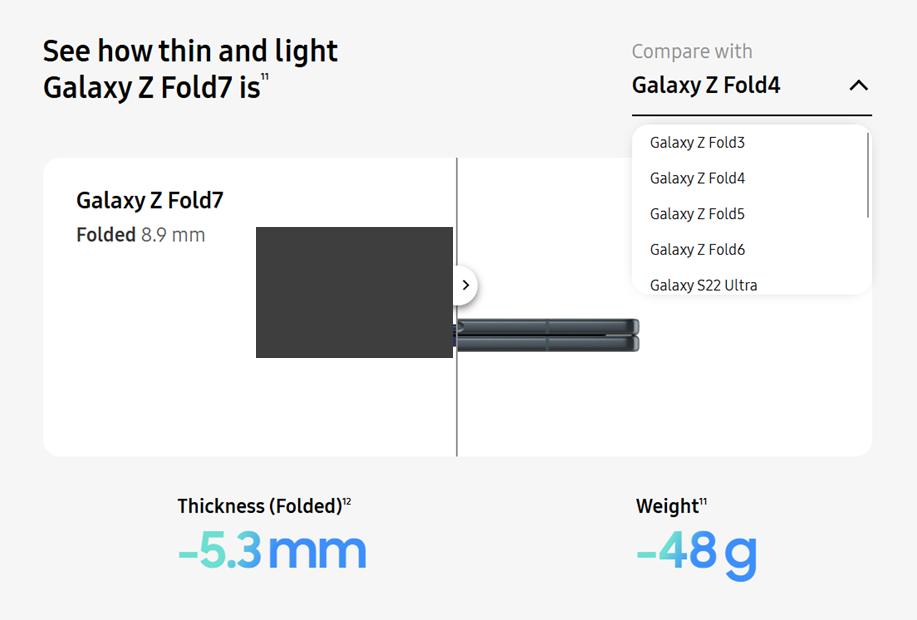 See how thin and light
Galaxy Z Fold7 is¹¹
Compare with
Galaxy Z Fold4
Galaxy Z Fold3
Galaxy Z Fold4
Galaxy Z Fold5
Galaxy Z Fold6
Galaxy S22 Ultra
Galaxy Z Fold7
Folded 8.9 mm
Thickness (Folded)¹²
-5.3 mm
Weight¹¹
-48 g